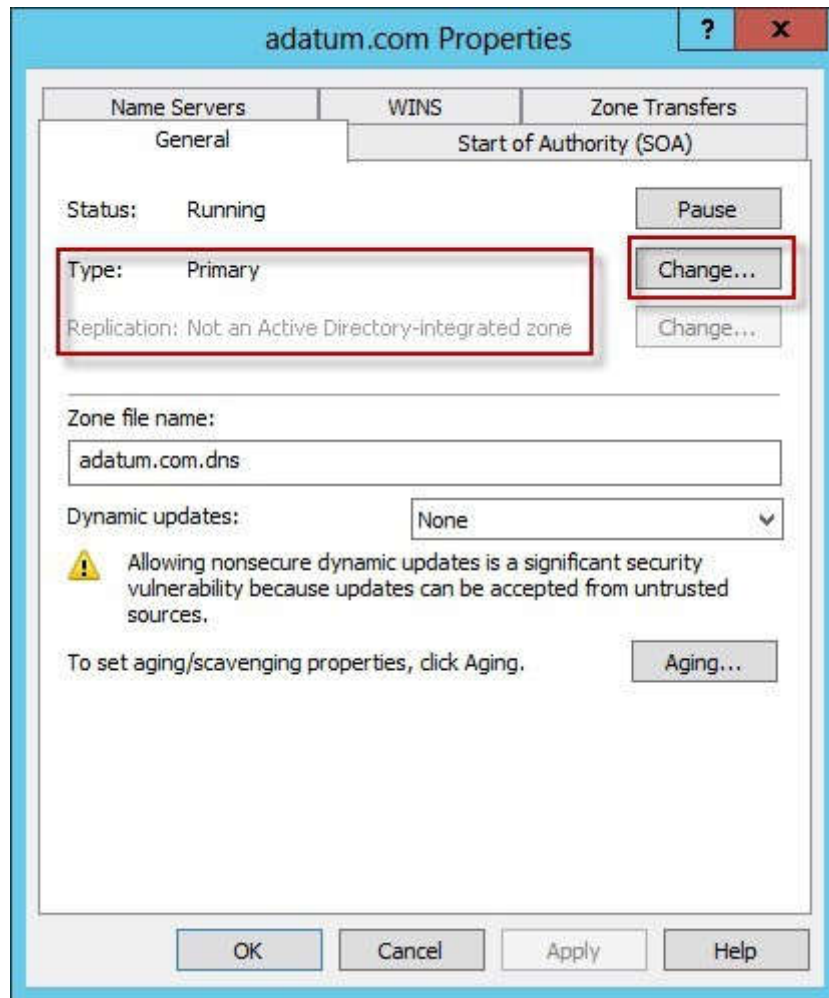 adatum.com Properties
?
x
Name Servers
WINS
Zone Transfers
General
Start of Authority (SOA)
Status: Running
Pause
Type: Primary
Change...
Replication: Not an Active Directory-integrated zone
Change...
Zone file name:
adatum.com.dns
Dynamic updates:
None
Allowing nonsecure dynamic updates is a significant security
vulnerability because updates can be accepted from untrusted
sources.
To set aging/scavenging properties, click Aging.
Aging...
OK
Cancel
Apply
Help